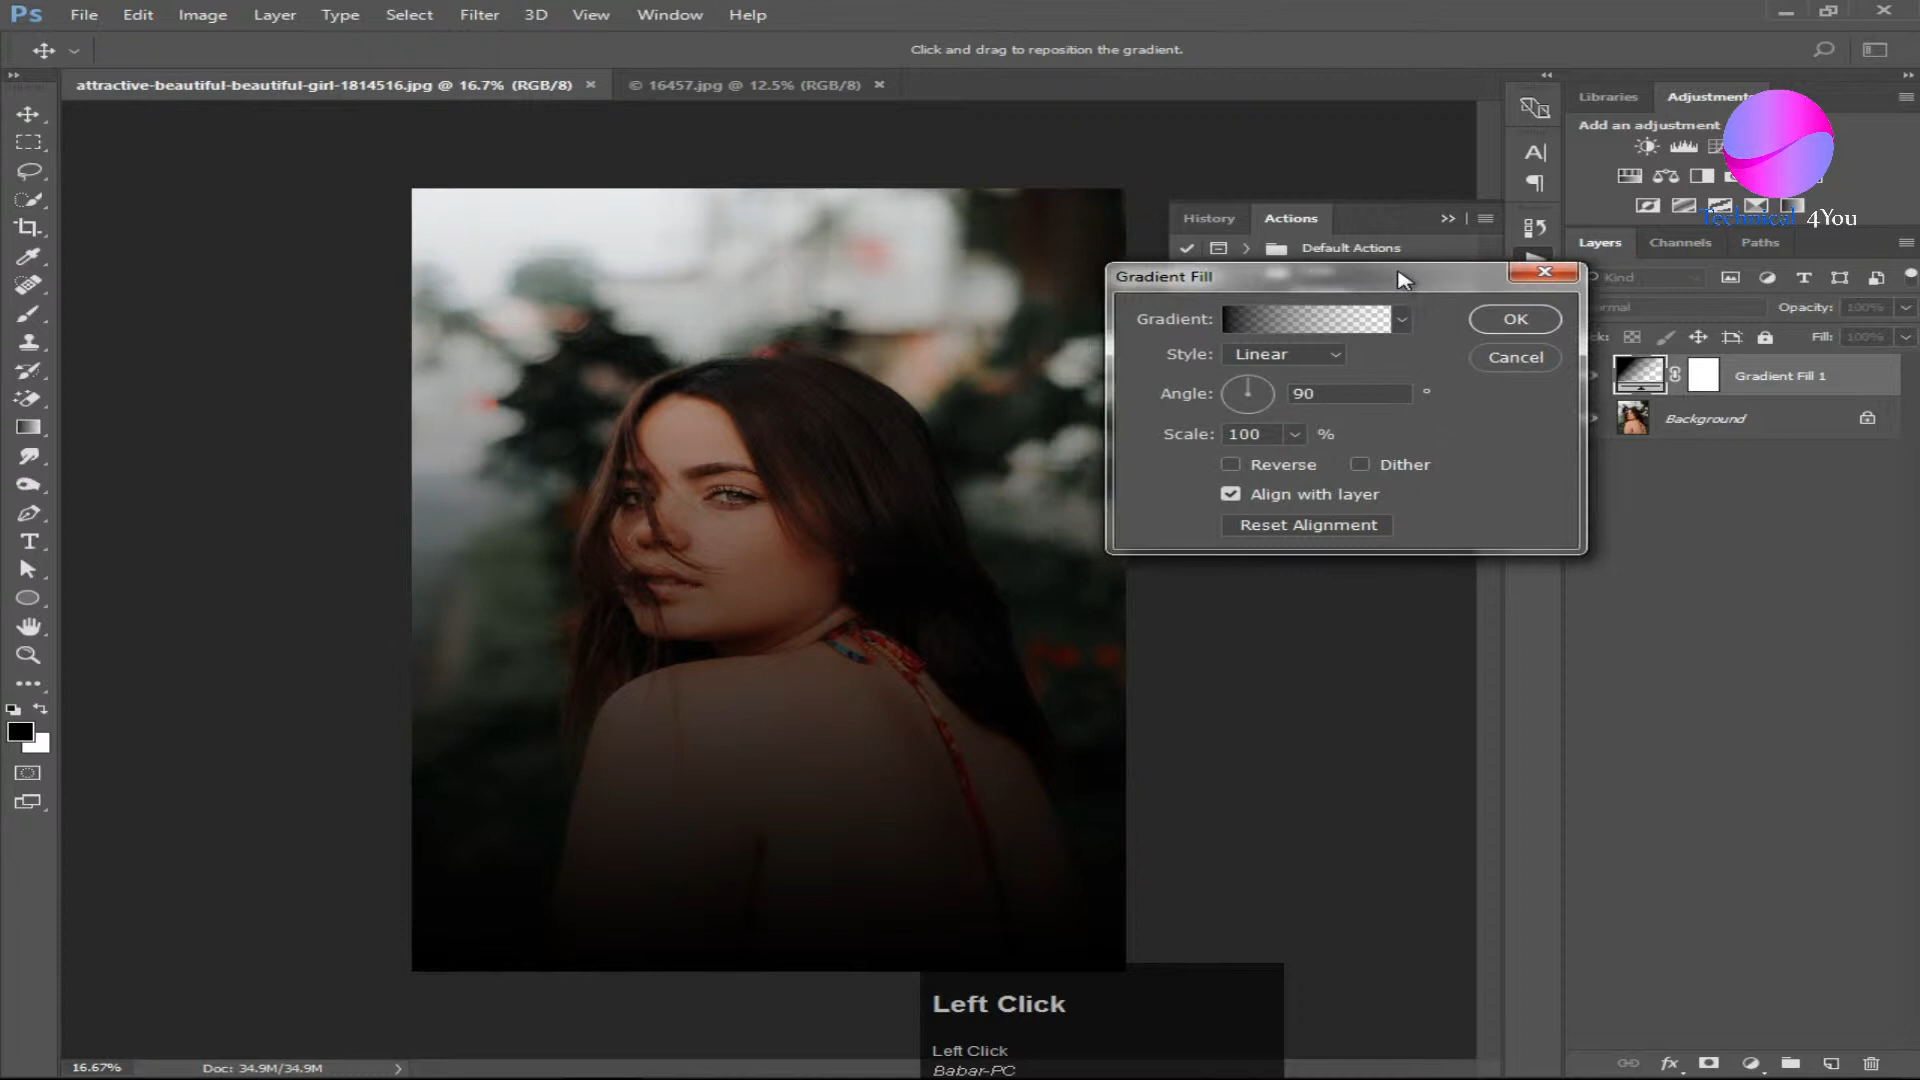 Ps File Edit Image Layer Type Select Filter 3D View Window Help
Click and drag to reposition the gradient.
attractive-beautiful-beautiful-girl-1814516.jpg @ 16.7% (RGB/8) × © 16457.jpg @ 12.5% (RGB/8) ×
Libraries Adjustments
Add an adjustment
Technical 4You
History Actions
Default Actions
Layers Channels Paths
Gradient Fill
Kind
Gradient:
OK
Opacity: 100%
Style: Linear
Cancel
Fill: 100%
Angle: 90 °
Gradient Fill 1
Background
Scale: 100 %
Reverse Dither
Align with layer
Reset Alignment
Left Click
Left Click
Babar-PC
16.67% Doc: 34.9M/34.9M